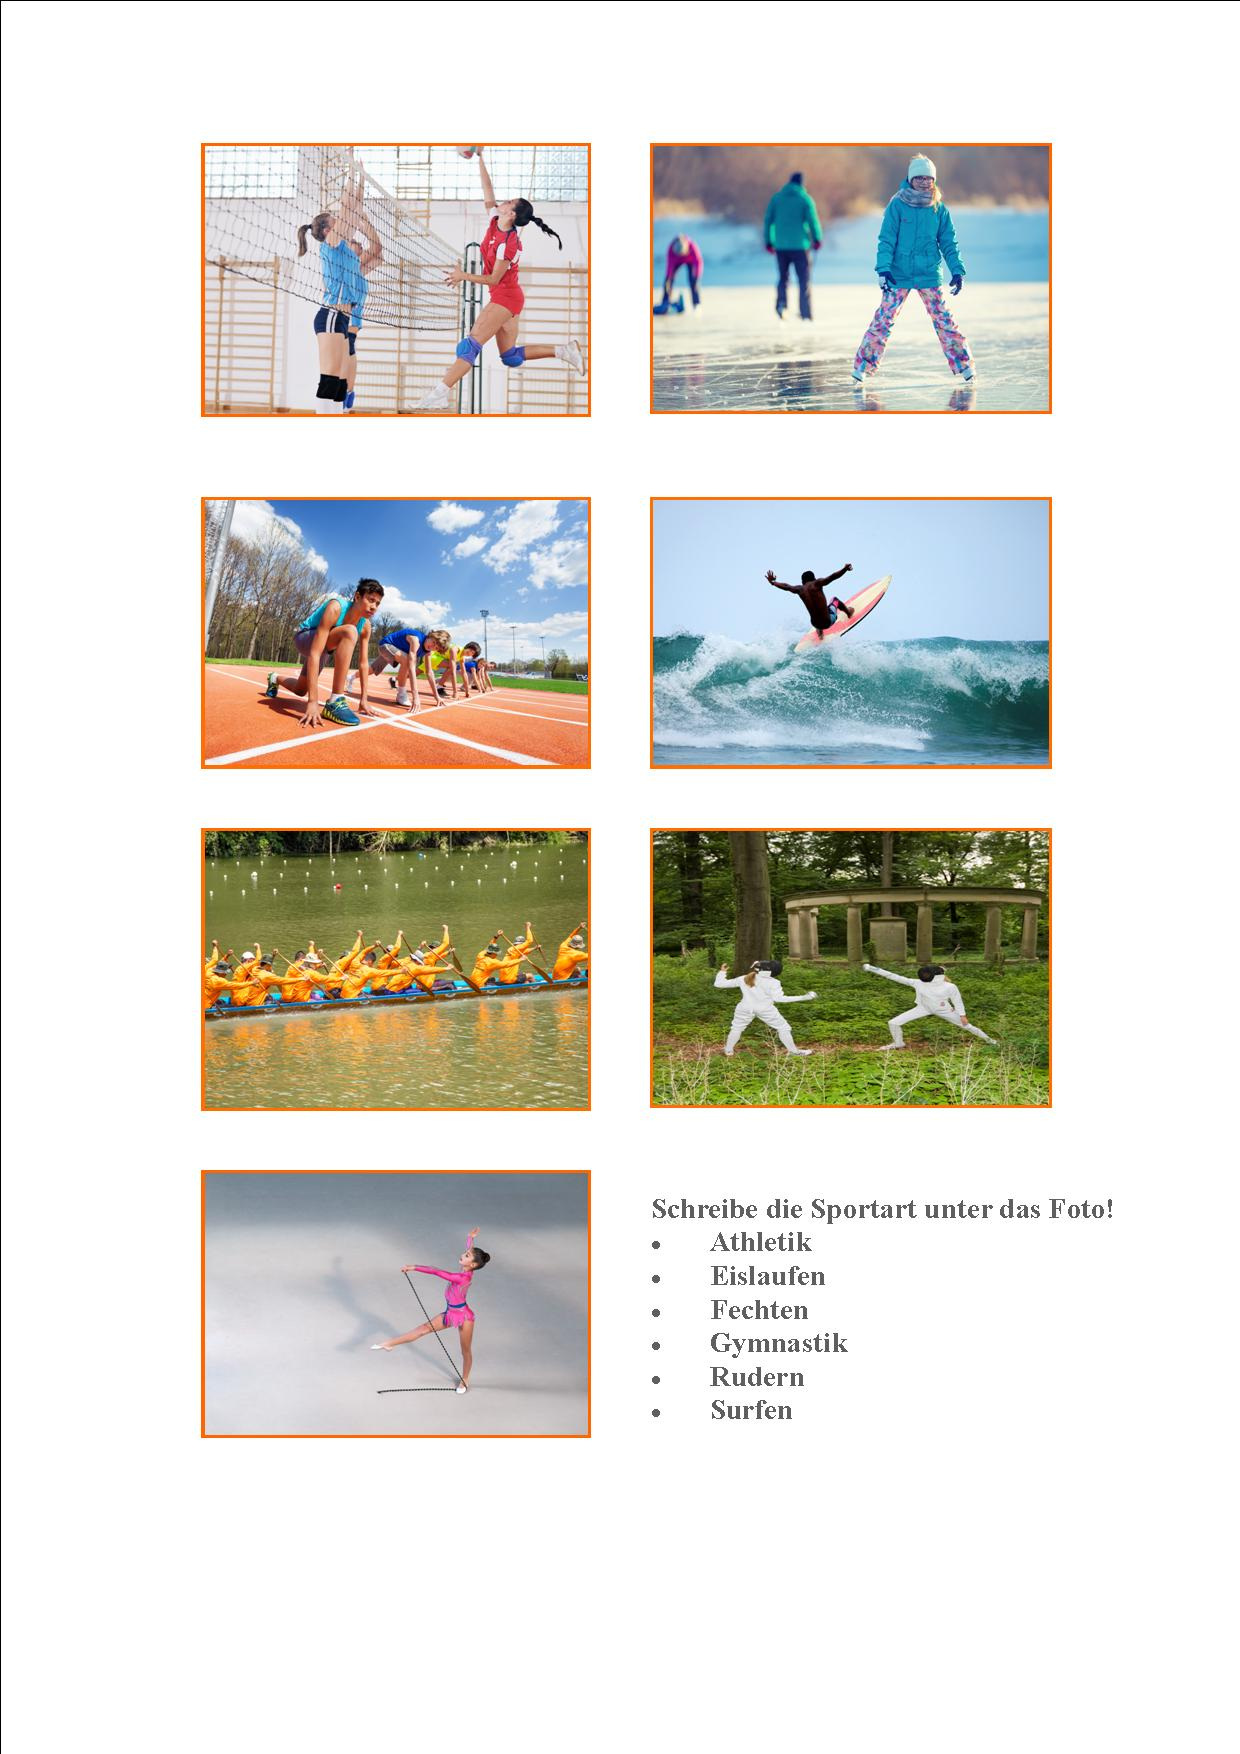 Schreibe die Sportart unter das Foto!
• Athletik
• Eislaufen
• Fechten
• Gymnastik
• Rudern
• Surfen